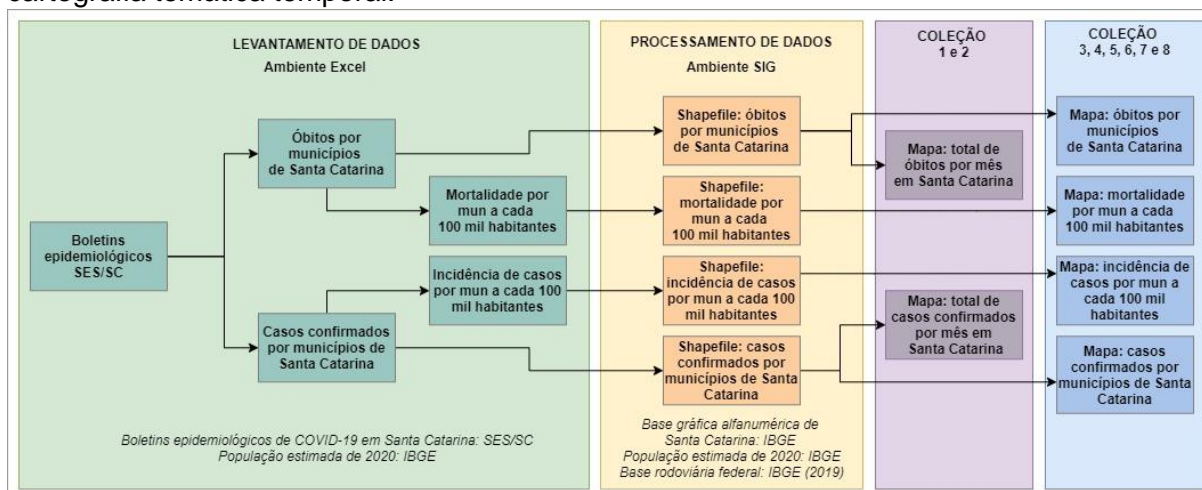 cartografia temática temporal.
LEVANTAMENTO DE DADOS
Ambiente Excel
Boletins
epidemiológicos
SES/SC
Óbitos por
municípios
de Santa Catarina
Mortalidade por
mun a cada
100 mil habitantes
Incidência de casos
por mun a cada 100
mil habitantes
Casos confirmados
por municípios de
Santa Catarina
Boletins epidemiológicos de COVID-19 em Santa Catarina: SES/SC
População estimada de 2020: IBGE
PROCESSAMENTO DE DADOS
Ambiente SIG
Shapefile: óbitos
por municípios
de Santa Catarina
Shapefile:
mortalidade por
mun a cada
100 mil habitantes
Shapefile:
incidência de casos
por mun a cada 100
mil habitantes
Shapefile: casos
confirmados por
municípios de Santa
Catarina
Base gráfica alfanumérica de
Santa Catarina: IBGE
População estimada de 2020: IBGE
Base rodoviária federal: IBGE (2019)
COLEÇÃO
1 e 2
Mapa: total de
óbitos por mês
em Santa Catarina
Mapa: total de
casos confirmados
por mês em
Santa Catarina
COLEÇÃO
3, 4, 5, 6, 7 e 8
Mapa: óbitos por
municípios
de Santa Catarina
Mapa: mortalidade
por mun a cada
100 mil habitantes
Mapa: incidência de
casos por mun a
cada 100 mil
habitantes
Mapa: casos
confirmados por
municípios de Santa
Catarina